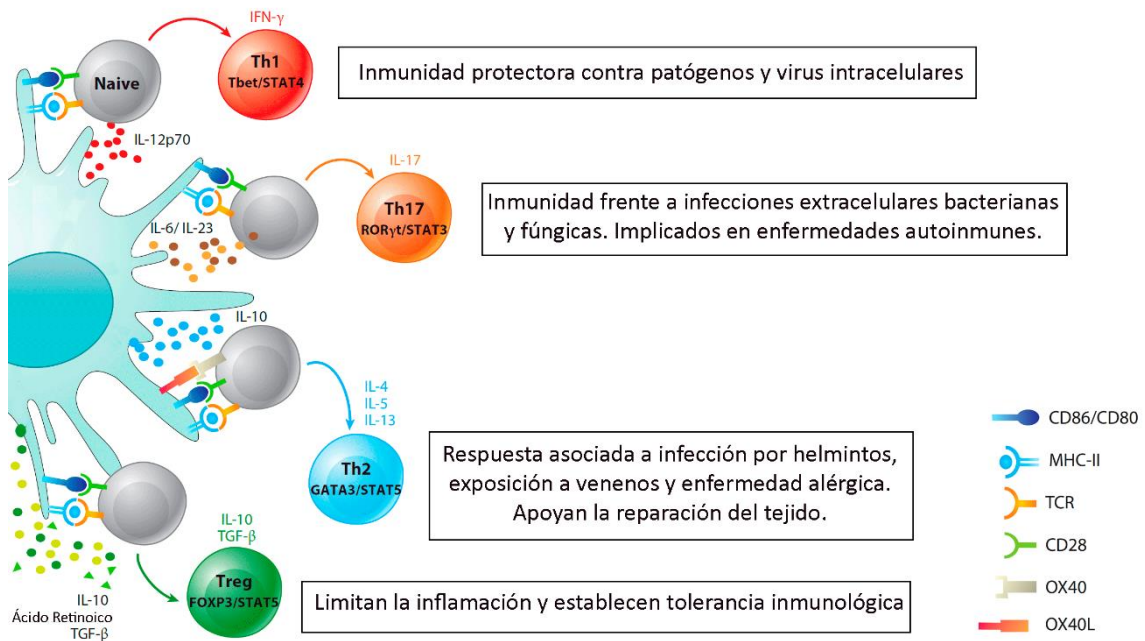 IFN-γ
Naive
Th1
Tbet/STAT4
Inmunidad protectora contra patógenos y virus intracelulares
IL-12p70
IL-17
Th17
RORγt/STAT3
Inmunidad frente a infecciones extracelulares bacterianas
y fúngicas. Implicados en enfermedades autoinmunes.
IL-6/ IL-23
IL-10
IL-4
IL-5
IL-13
Th2
GATA3/STAT5
Respuesta asociada a infección por helmintos,
exposición a venenos y enfermedad alérgica.
Apoyan la reparación del tejido.
IL-10
TGF-β
Treg
FOXP3/STAT5
Limitan la inflamación y establecen tolerancia inmunológica
IL-10
Ácido Retinoico
TGF-β
CD86/CD80
MHC-II
TCR
CD28
OX40
OX40L